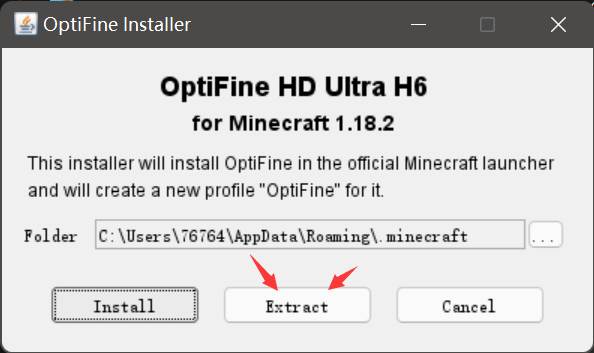 OptiFine Installer
OptiFine HD Ultra H6
for Minecraft 1.18.2
This installer will install OptiFine in the official Minecraft launcher
and will create a new profile "OptiFine" for it.
Folder C:\Users\76764\AppData\Roaming\.minecraft ...
Install Extract Cancel